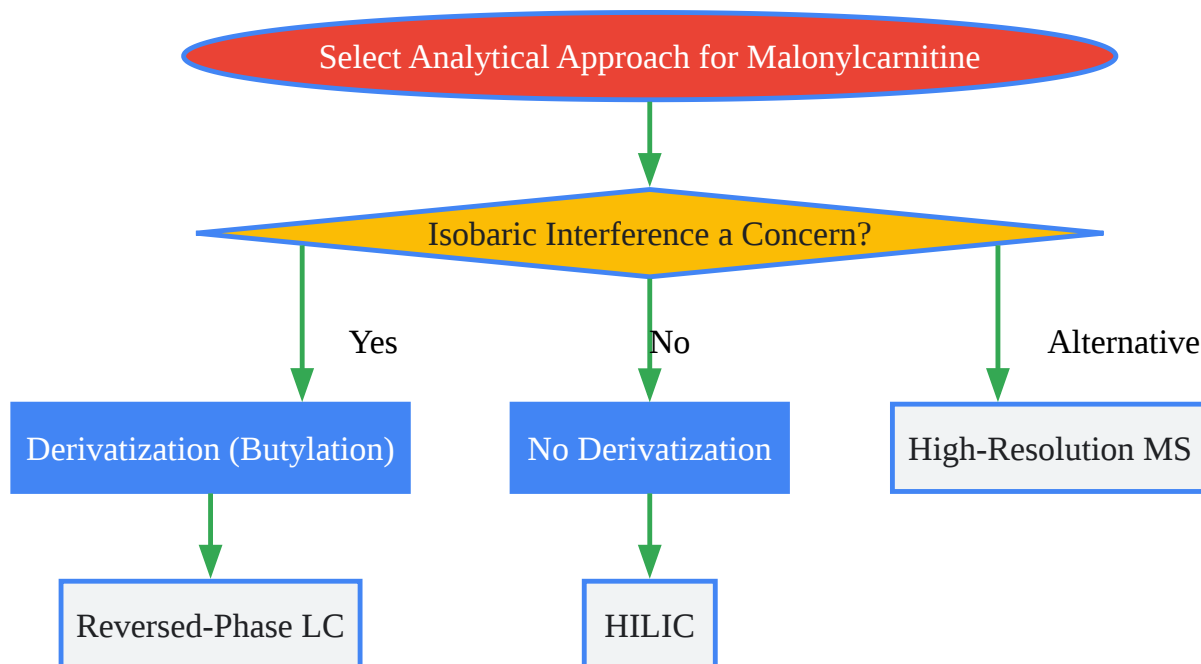 Select Analytical Approach for Malonylcarnitine
Isobaric Interference a Concern?
Yes
No
Alternative
Derivatization (Butylation)
No Derivatization
High-Resolution MS
Reversed-Phase LC
HILIC